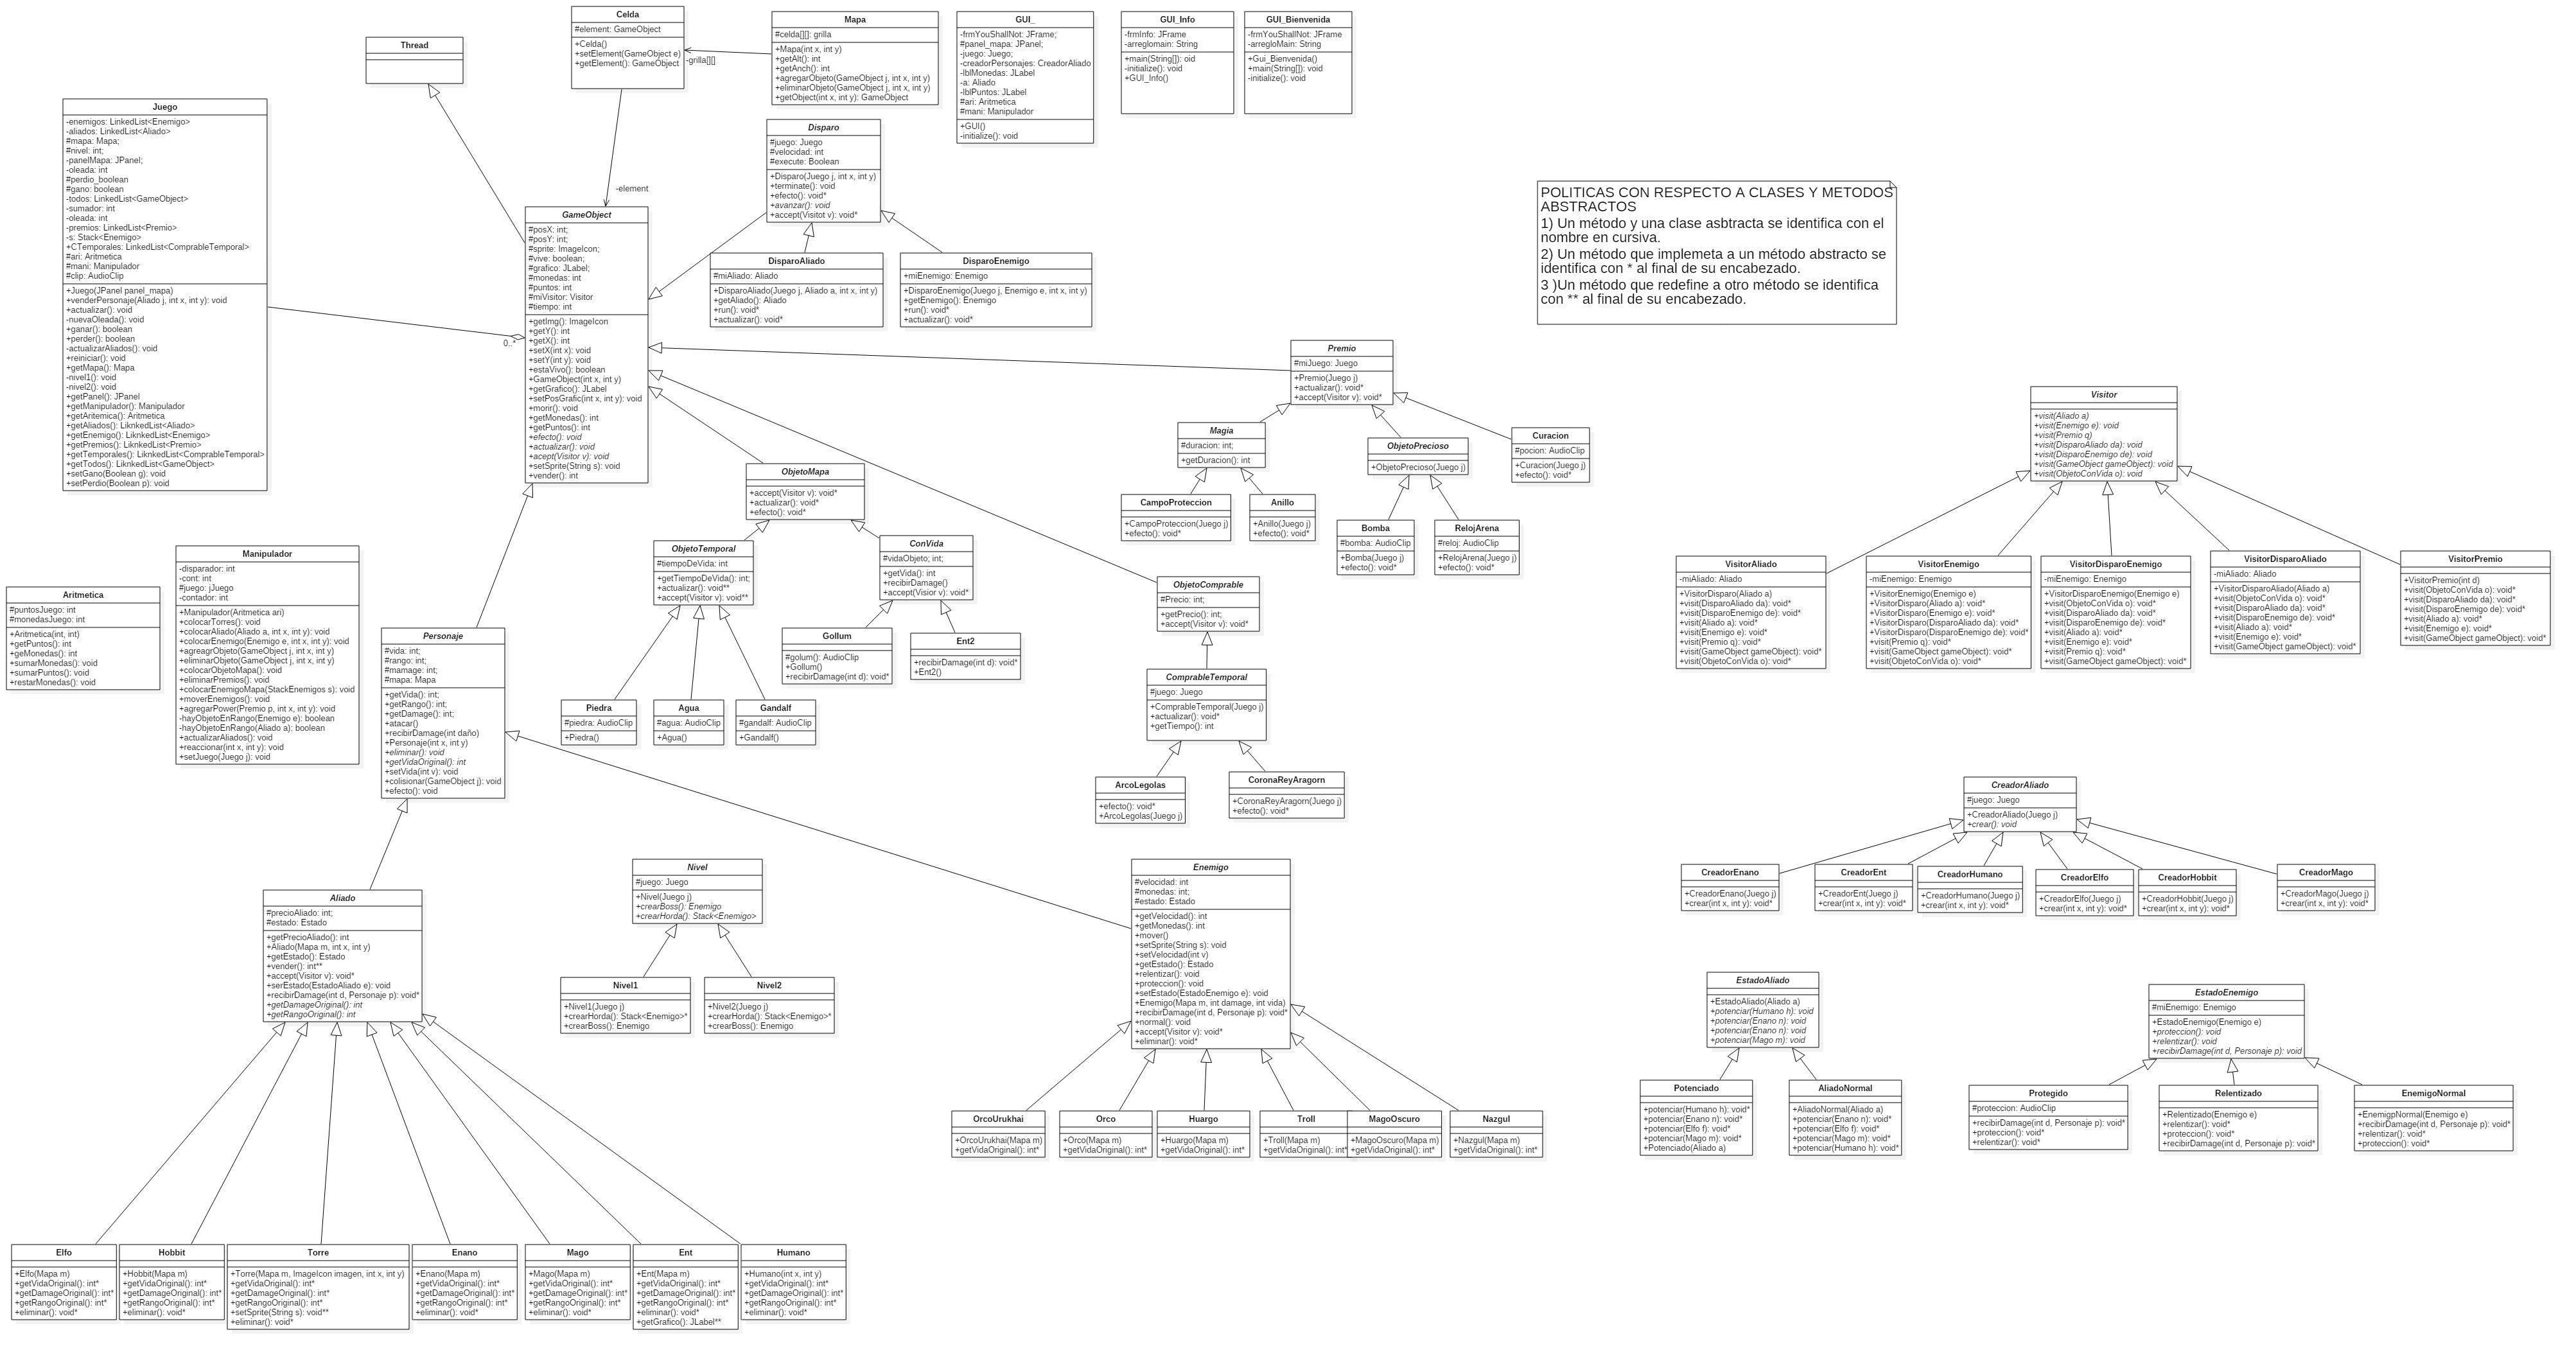 Celda
#element: GameObject
+Celda()
+setElement(GameObject e)
+getElement(): GameObject
Mapa
#celda[][]: grilla
+Mapa(int x, int y)
+getAlt(): int
+getAnch(): int
+agregarObjeto(GameObject j, int x, int y)
+eliminarObjeto(GameObject j, int x, int y)
+getObject(int x, int y): GameObject
-grilla[][]
GUI_
-frmYouShallNot: JFrame;
#panel_mapa: JPanel;
-juego: Juego;
-creadorPersonajes: CreadorAliado
-lblMonedas: JLabel
-a: Aliado
-lblPuntos: JLabel
#ari: Aritmetica
#mani: Manipulador
+GUI()
-initialize(): void
GUI_Info
-frmInfo: JFrame
-arreglomain: String
+main(String[]): oid
-initialize(): void
+GUI_Info()
GUI_Bienvenida
-frmYouShallNot: JFrame
-arregloMain: String
+Gui_Bienvenida()
+main(String[]): void
-initialize(): void
Thread
Juego
-enemigos: LinkedList<Enemigo>
-aliados: LinkedList<Aliado>
#mapa: Mapa;
#nivel: int;
-panelMapa: JPanel;
-oleada: int
#perdio_boolean
#gano: boolean
-todos: LinkedList<GameObject>
-sumador: int
-oleada: int
-premios: LinkedList<Premio>
-s: Stack<Enemigo>
+CTemporales: LinkedList<ComprableTemporal>
#ari: Aritmetica
#mani: Manipulador
#clip: AudioClip
+Juego(JPanel panel_mapa)
+venderPersonaje(Aliado j, int x, int y): void
+actualizar(): void
-nuevaOleada(): void
+ganar(): boolean
+perder(): boolean
-actualizarAliados(): void
+reiniciar(): void
+getMapa(): Mapa
-nivel1(): void
-nivel2(): void
+getPanel(): JPanel
+getManipulador(): Manipulador
+getAritemica(): Aritmetica
+getAliados(): LiknkedList<Aliado>
+getEnemigo(): LiknkedList<Enemigo>
+getPremios(): LiknkedList<Premio>
+getTemporales(): LiknkedList<ComprableTemporal>
+getTodos(): LiknkedList<GameObject>
+setGano(Boolean g): void
+setPerdio(Boolean p): void
0..*
-element
GameObject
#posX: int;
#posY: int;
#sprite: ImageIcon;
#vive: boolean;
#grafico: JLabel;
#monedas: int
#puntos: int
#miVisitor: Visitor
#tiempo: int
+getImg(): ImageIcon
+getY(): int
+getX(): int
+setX(int x): void
+setY(int y): void
+estaVivo(): boolean
+GameObject(int x, int y)
+getGrafico(): JLabel
+setPosGrafic(int x, int y): void
+morir(): void
+getMonedas(): int
+getPuntos(): int
+efecto(): void
+actualizar(): void
+acept(Visitor v): void
+setSprite(String s): void
+vender(): int
Disparo
#juego: Juego
#velocidad: int
#execute: Boolean
+Disparo(Juego j, int x, int y)
+terminate(): void
+efecto(): void*
+avanzar(): void
+accept(Visitot v): void*
DisparoAliado
#miAliado: Aliado
+DisparoAliado(Juego j, Aliado a, int x, int y)
+getAliado(): Aliado
+run(): void*
+actualizar(): void*
DisparoEnemigo
+miEnemigo: Enemigo
+DisparoEnemigo(Juego j, Enemigo e, int x, int y)
+getEnemigo(): Enemigo
+run(): void*
+actualizar(): void*
POLITICAS CON RESPECTO A CLASES Y METODOS
ABSTRACTOS
1) Un método y una clase asbtracta se identifica con el
nombre en cursiva.
2) Un método que implemeta a un método abstracto se
identifica con * al final de su encabezado.
3 )Un método que redefine a otro método se identifica
con ** al final de su encabezado.
Premio
#miJuego: Juego
+Premio(Juego j)
+actualizar(): void*
+accept(Visitor v): void*
Magia
#duracion: int;
+getDuracion(): int
ObjetoPrecioso
+ObjetoPrecioso(Juego j)
Curacion
#pocion: AudioClip
+Curacion(Juego j)
+efecto(): void*
CampoProteccion
+CampoProteccion(Juego j)
+efecto(): void*
Anillo
+Anillo(Juego j)
+efecto(): void*
Bomba
#bomba: AudioClip
+Bomba(Juego j)
+efecto(): void*
RelojArena
#reloj: AudioClip
+RelojArena(Juego j)
+efecto(): void*
Visitor
+visit(Aliado a)
+visit(Enemigo e): void
+visit(Premio q)
+visit(DisparoAliado da): void
+visit(DisparoEnemigo de): void
+visit(GameObject gameObject): void
+visit(ObjetoConVida o): void
VisitorAliado
-miAliado: Aliado
+VisitorDisparo(Aliado a)
+visit(DisparoAliado da): void*
+visit(DisparoEnemigo de): void*
+visit(Aliado a): void*
+visit(Enemigo e): void*
+visit(Premio q): void*
+visit(GameObject gameObject): void*
+visit(ObjetoConVida o): void*
VisitorEnemigo
-miEnemigo: Enemigo
+VisitorEnemigo(Enemigo e)
+VisitorDisparo(Aliado a): void*
+VisitorDisparo(Enemigo e): void*
+VisitorDisparo(DisparoAliado da): void*
+VisitorDisparo(DisparoEnemigo de): void*
+visit(Premio q): void*
+visit(GameObject gameObject): void*
+visit(ObjetoConVida o): void*
VisitorDisparoEnemigo
-miEnemigo: Enemigo
+VisitorDisparoEnemigo(Enemigo e)
+visit(ObjetoConVida o): void*
+visit(DisparoAliado da): void*
+visit(DisparoEnemigo de): void*
+visit(Aliado a): void*
+visit(Enemigo e): void*
+visit(Premio q): void*
+visit(GameObject gameObject): void*
VisitorDisparoAliado
-miAliado: Aliado
+VisitorDisparoAliado(Aliado a)
+visit(ObjetoConVida o): void*
+visit(DisparoAliado da): void*
+visit(DisparoEnemigo de): void*
+visit(Aliado a): void*
+visit(Enemigo e): void*
+visit(GameObject gameObject): void*
VisitorPremio
+VisitorPremio(int d)
+visit(ObjetoConVida o): void*
+visit(DisparoAliado da): void*
+visit(DisparoEnemigo de): void*
+visit(Aliado a): void*
+visit(Enemigo e): void*
+visit(GameObject gameObject): void*
ObjetoMapa
+accept(Visitor v): void*
+actualizar(): void*
+efecto(): void*
ObjetoTemporal
#tiempoDeVida: int
+getTiempoDeVida(): int;
+actualizar(): void**
+accept(Visitor v): void**
ConVida
#vidaObjeto; int;
+getVida(): int
+recibirDamage()
+accept(Visior v): void*
Gollum
#golum(): AudioClip
+Gollum()
+recibirDamage(int d): void*
Ent2
+recibirDamage(int d): void*
+Ent2()
Piedra
#piedra: AudioClip
+Piedra()
Agua
#agua: AudioClip
+Agua()
Gandalf
#gandalf: AudioClip
+Gandalf()
ObjetoComprable
#Precio: int;
+getPrecio(): int;
+accept(Visitor v): void*
ComprableTemporal
#juego: Juego
+ComprableTemporal(Juego j)
+actualizar(): void*
+getTiempo(): int
ArcoLegolas
+efecto(): void*
+ArcoLegolas(Juego j)
CoronaReyAragorn
+CoronaReyAragorn(Juego j)
+efecto(): void*
Manipulador
-disparador: int
-cont: int
#juego: jJuego
-contador: int
+Manipulador(Aritmetica ari)
+colocarTorres(): void
+colocarAliado(Aliado a, int x, int y): void
+colocarEnemigo(Enemigo e, int x, int y): void
+agreagrObjeto(GameObject j, int x, int y)
+eliminarObjeto(GameObject j, int x, int y)
+colocarObjetoMapa(): void
+eliminarPremios(): void
+colocarEnemigoMapa(StackEnemigos s): void
+moverEnemigos(): void
+agregarPower(Premio p, int x, int y): void
-hayObjetoEnRango(Enemigo e): boolean
-hayObjetoEnRango(Aliado a): boolean
+actualizarAliados(): void
+reaccionar(int x, int y): void
+setJuego(Juego j): void
Aritmetica
#puntosJuego: int
#monedasJuego: int
+Aritmetica(int, int)
+getPuntos(): int
+geMonedas(): int
+sumarMonedas(): void
+sumarPuntos(): void
+restarMonedas(): void
Personaje
#vida: int;
#rango: int;
#mamage: int;
#mapa: Mapa
+getVida(): int;
+getRango(): int;
+getDamage(): int;
+atacar()
+recibirDamage(int daño)
+Personaje(int x, int y)
+eliminar(): void
+getVidaOriginal(): int
+setVida(int v): void
+colisionar(GameObject j): void
+efecto(): void
Aliado
#precioAliado: int;
#estado: Estado
+getPrecioAliado(): int
+Aliado(Mapa m, int x, int y)
+getEstado(): Estado
+vender(): int**
+accept(Visitor v): void*
+serEstado(EstadoAliado e): void
+recibirDamage(int d, Personaje p): void*
+getDamageOriginal(): int
+getRangoOriginal(): int
Nivel
#juego: Juego
+Nivel(Juego j)
+crearBoss(): Enemigo
+crearHorda(): Stack<Enemigo>
Nivel1
+Nivel1(Juego j)
+crearHorda(): Stack<Enemigo>*
+crearBoss(): Enemigo
Nivel2
+Nivel2(Juego j)
+crearHorda(): Stack<Enemigo>*
+crearBoss(): Enemigo
Enemigo
#velocidad: int
#monedas: int;
#estado: Estado
+getVelocidad(): int
+getMonedas(): int
+mover()
+setSprite(String s): void
+setVelocidad(int v)
+getEstado(): Estado
+relentizar(): void
+proteccion(): void
+setEstado(EstadoEnemigo e): void
+Enemigo(Mapa m, int damage, int vida)
+recibirDamage(int d, Personaje p): void*
+normal(): void
+accept(Visitor v): void*
+eliminar(): void*
OrcoUrukhai
+OrcoUrukhai(Mapa m)
+getVidaOriginal(): int*
Orco
+Orco(Mapa m)
+getVidaOriginal(): int*
Huargo
+Huargo(Mapa m)
+getVidaOriginal(): int*
Troll
+Troll(Mapa m)
+getVidaOriginal(): int*
MagoOscuro
+MagoOscuro(Mapa m)
+getVidaOriginal(): int*
Nazgul
+Nazgul(Mapa m)
+getVidaOriginal(): int*
CreadorAliado
#juego: Juego
+CreadorAliado(Juego j)
+crear(): void
CreadorEnano
+CreadorEnano(Juego j)
+crear(int x, int y): void*
CreadorEnt
+CreadorEnt(Juego j)
+crear(int x, int y): void*
CreadorHumano
+CreadorHumano(Juego j)
+crear(int x, int y): void*
CreadorElfo
+CreadorElfo(Juego j)
+crear(int x, int y): void*
CreadorHobbit
+CreadorHobbit(Juego j)
+crear(int x, int y): void*
CreadorMago
+CreadorMago(Juego j)
+crear(int x, int y): void*
EstadoAliado
+EstadoAliado(Aliado a)
+potenciar(Humano h): void
+potenciar(Enano n): void
+potenciar(Enano n): void
+potenciar(Mago m): void
Potenciado
+potenciar(Humano h): void*
+potenciar(Enano n): void*
+potenciar(Elfo f): void*
+potenciar(Mago m): void*
+Potenciado(Aliado a)
AliadoNormal
+AliadoNormal(Aliado a)
+potenciar(Enano n): void*
+potenciar(Elfo f): void*
+potenciar(Mago m): void*
+potenciar(Humano h): void*
EstadoEnemigo
#miEnemigo: Enemigo
+EstadoEnemigo(Enemigo e)
+proteccion(): void
+relentizar(): void
+recibirDamage(int d, Personaje p): void
Protegido
#proteccion: AudioClip
+recibirDamage(int d, Personaje p): void*
+proteccion(): void*
+relentizar(): void*
Relentizado
+Relentizado(Enemigo e)
+relentizar(): void*
+proteccion(): void*
+recibirDamage(int d, Personaje p): void*
EnemigoNormal
+EnemigpNormal(Enemigo e)
+recibirDamage(int d, Personaje p): void*
+relentizar(): void*
+proteccion(): void*
Elfo
+Elfo(Mapa m)
+getVidaOriginal(): int*
+getDamageOriginal(): int*
+getRangoOriginal(): int*
+eliminar(): void*
Hobbit
+Hobbit(Mapa m)
+getVidaOriginal(): int*
+getDamageOriginal(): int*
+getRangoOriginal(): int*
+eliminar(): void*
Torre
+Torre(Mapa m, ImageIcon imagen, int x, int y)
+getVidaOriginal(): int*
+getDamageOriginal(): int*
+getRangoOriginal(): int*
+setSprite(String s): void**
+eliminar(): void*
Enano
+Enano(Mapa m)
+getVidaOriginal(): int*
+getDamageOriginal(): int*
+getRangoOriginal(): int*
+eliminar(): void*
Mago
+Mago(Mapa m)
+getVidaOriginal(): int*
+getDamageOriginal(): int*
+getRangoOriginal(): int*
+eliminar(): void*
Ent
+Ent(Mapa m)
+getVidaOriginal(): int*
+getDamageOriginal(): int*
+getRangoOriginal(): int*
+eliminar(): void*
+getGrafico(): JLabel**
Humano
+Humano(int x, int y)
+getVidaOriginal(): int*
+getDamageOriginal(): int*
+getRangoOriginal(): int*
+eliminar(): void*